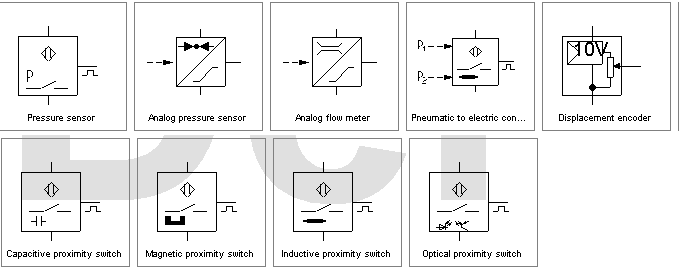 p
P1
P2
10V
Pressure sensor
Analog pressure sensor
Analog flow meter
Pneumatic to electric con...
Displacement encoder
Capacitive proximity switch
Magnetic proximity switch
Inductive proximity switch
Optical proximity switch